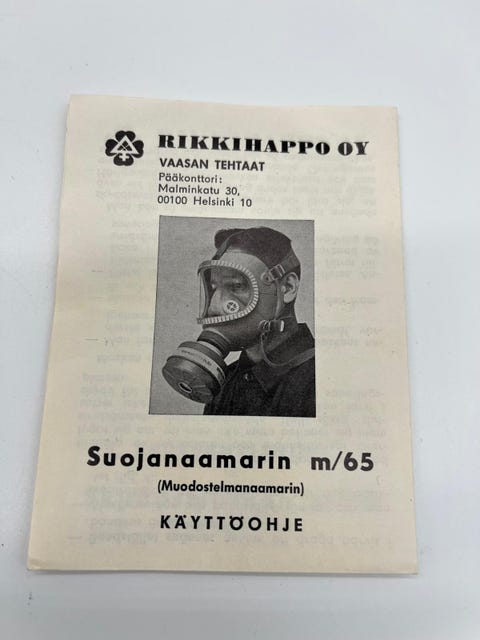 RIKKIHAPPO OY
VAASAN TEHTAAT
Pääkonttori:
Malminkatu 30,
00100 Helsinki 10
Suojanaamarin m/65
(Muodostelmanaamarin)
KÄYTTÖOHJE